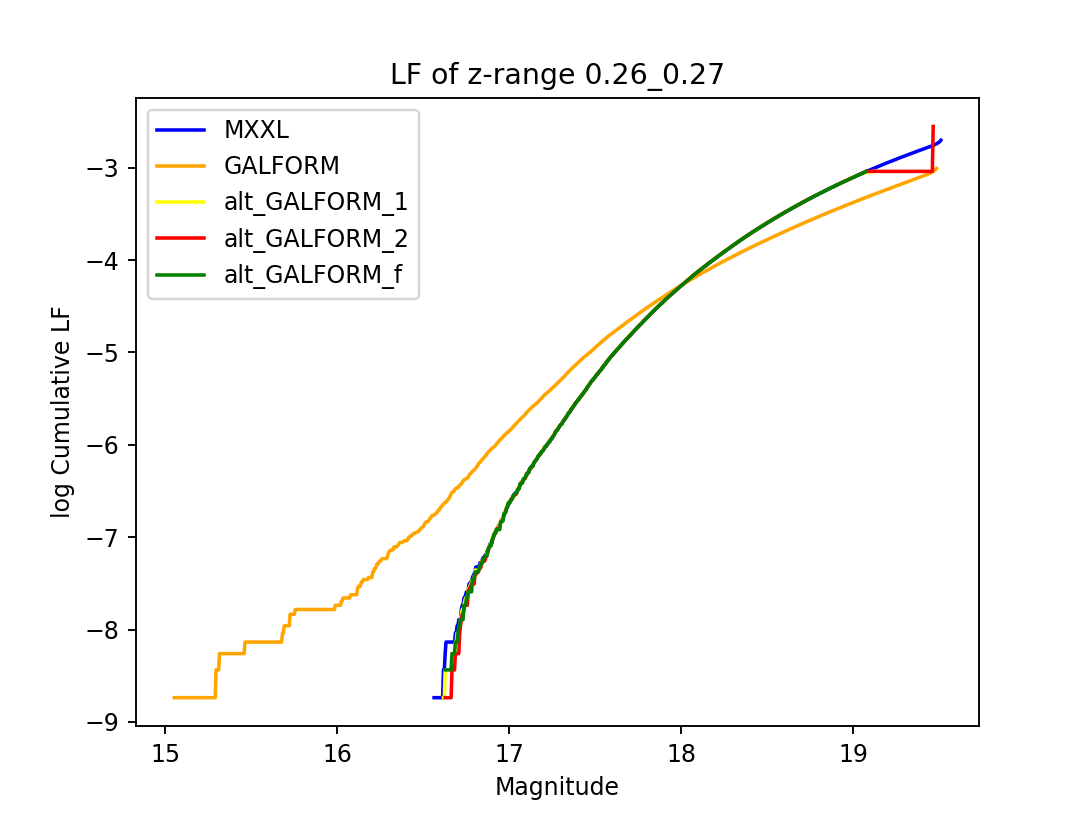 LF of z-range 0.26_0.27
MXXL
GALFORM
alt_GALFORM_1
alt_GALFORM_2
alt_GALFORM_f
log Cumulative LF
−3
−4
−5
−6
−7
−8
−9
15 16 17 18 19
Magnitude